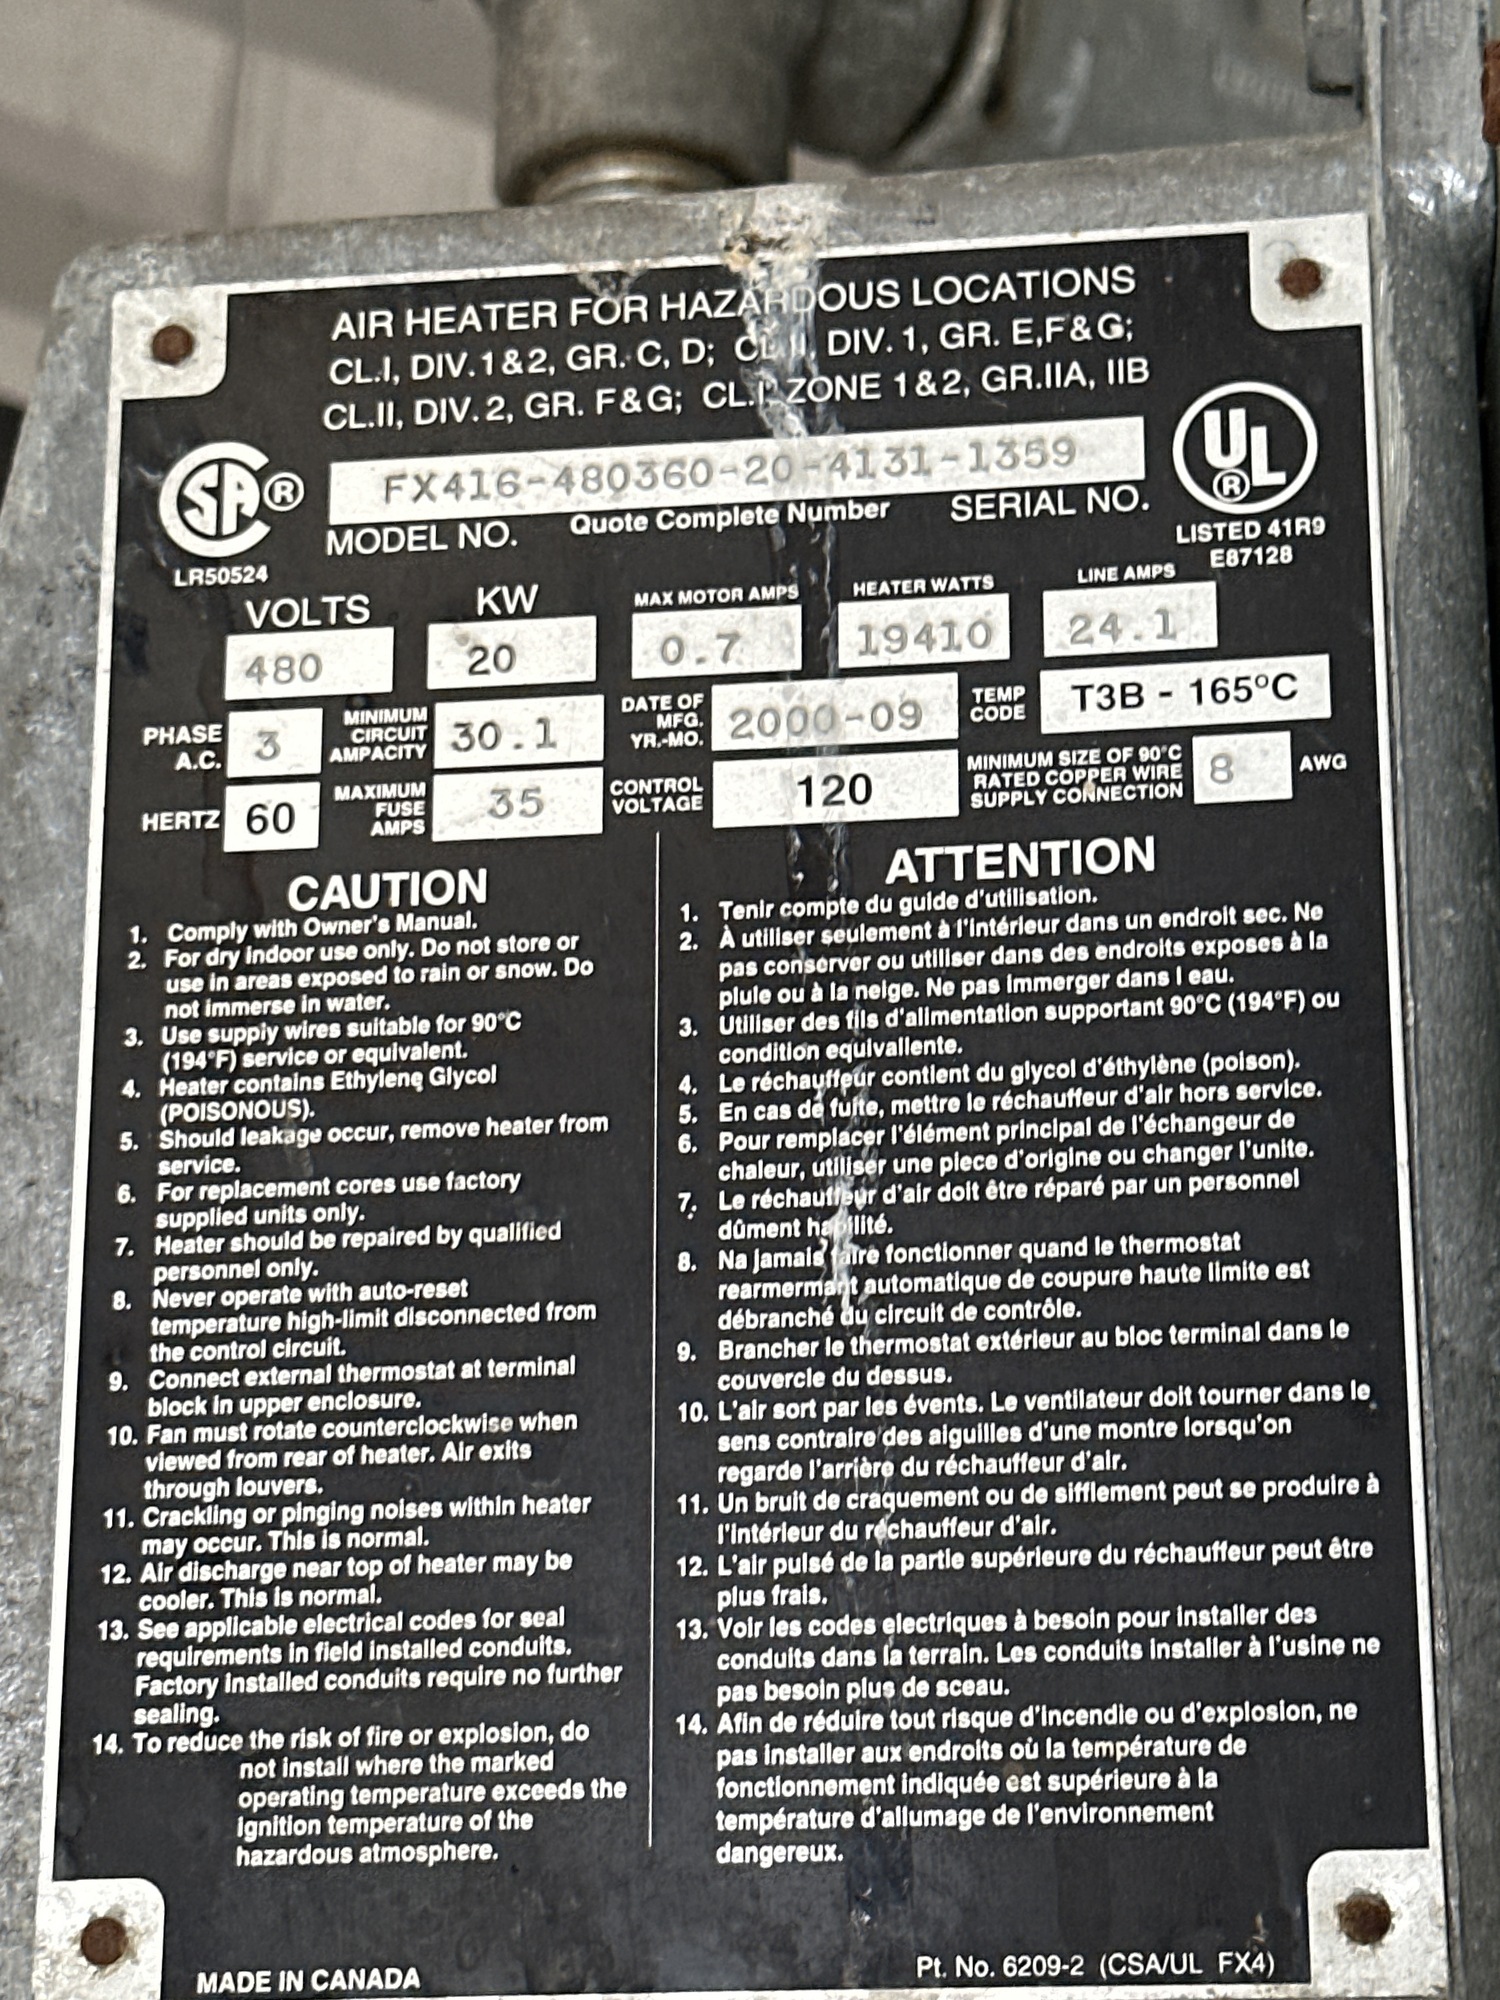 AIR HEATER FOR HAZARDOUS LOCATIONS
CL.I, DIV. 1 & 2, GR. C, D; CL II, DIV. 1, GR. E, F & G;
CL.II, DIV. 2, GR. F & G; CL.I, ZONE 1 & 2, GR.IIA, IIB
SA ® FX416-480360-20-4131-1359 UL ®
MODEL NO. Quote Complete Number SERIAL NO.
LR50524
LISTED 41R9
E87128
VOLTS KW MAX MOTOR AMPS HEATER WATTS LINE AMPS
480 20 0.7 19410 24.1
PHASE
A.C.
3
MINIMUM
CIRCUIT
AMPACITY
30.1
DATE OF
MFG.
YR.-MO.
2000-09
TEMP
CODE
T3B - 165°C
HERTZ
60
MAXIMUM
FUSE
AMPS
35
CONTROL
VOLTAGE
120
MINIMUM SIZE OF 90°C
RATED COPPER WIRE
SUPPLY CONNECTION
8
AWG
CAUTION
1. Comply with Owner's Manual.
2. For dry indoor use only. Do not store or
use in areas exposed to rain or snow. Do
not immerse in water.
3. Use supply wires suitable for 90°C
(194°F) service or equivalent.
4. Heater contains Ethylene Glycol
(POISONOUS).
5. Should leakage occur, remove heater from
service.
6. For replacement cores use factory
supplied units only.
7. Heater should be repaired by qualified
personnel only.
8. Never operate with auto-reset
temperature high-limit disconnected from
the control circuit.
9. Connect external thermostat at terminal
block in upper enclosure.
10. Fan must rotate counterclockwise when
viewed from rear of heater. Air exits
through louvers.
11. Crackling or pinging noises within heater
may occur. This is normal.
12. Air discharge near top of heater may be
cooler. This is normal.
13. See applicable electrical codes for seal
requirements in field installed conduits.
Factory installed conduits require no further
sealing.
14. To reduce the risk of fire or explosion, do
not install where the marked
operating temperature exceeds the
ignition temperature of the
hazardous atmosphere.
ATTENTION
1. Tenir compte du guide d'utilisation.
2. À utiliser seulement à l'intérieur dans un endroit sec. Ne
pas conserver ou utiliser dans des endroits exposes à la
pluie ou à la neige. Ne pas immerger dans l eau.
3. Utiliser des fils d'alimentation supportant 90°C (194°F) ou
condition equivallente.
4. Le réchauffeur contient du glycol d'éthylène (poison).
5. En cas de fuite, mettre le réchauffeur d'air hors service.
6. Pour remplacer l'élément principal de l'échangeur de
chaleur, utiliser une piece d'origine ou changer l'unite.
7. Le réchauffeur d'air doit être réparé par un personnel
dûment habilité.
8. Na jamais faire fonctionner quand le thermostat
rearmermant automatique de coupure haute limite est
débranché du circuit de contrôle.
9. Brancher le thermostat extérieur au bloc terminal dans le
couvercle du dessus.
10. L'air sort par les évents. Le ventilateur doit tourner dans le
sens contraire des aiguilles d'une montre lorsqu'on
regarde l'arrière du réchauffeur d'air.
11. Un bruit de craquement ou de sifflement peut se produire à
l'intérieur du réchauffeur d'air.
12. L'air pulsé de la partie supérieure du réchauffeur peut être
plus frais.
13. Voir les codes electriques à besoin pour installer des
conduits dans la terrain. Les conduits installer à l'usine ne
pas besoin plus de sceau.
14. Afin de réduire tout risque d'incendie ou d'explosion, ne
pas installer aux endroits où la température de
fonctionnement indiquée est supérieure à la
température d'allumage de l'environnement
dangereux.
MADE IN CANADA
Pt. No. 6209-2 (CSA/UL FX4)